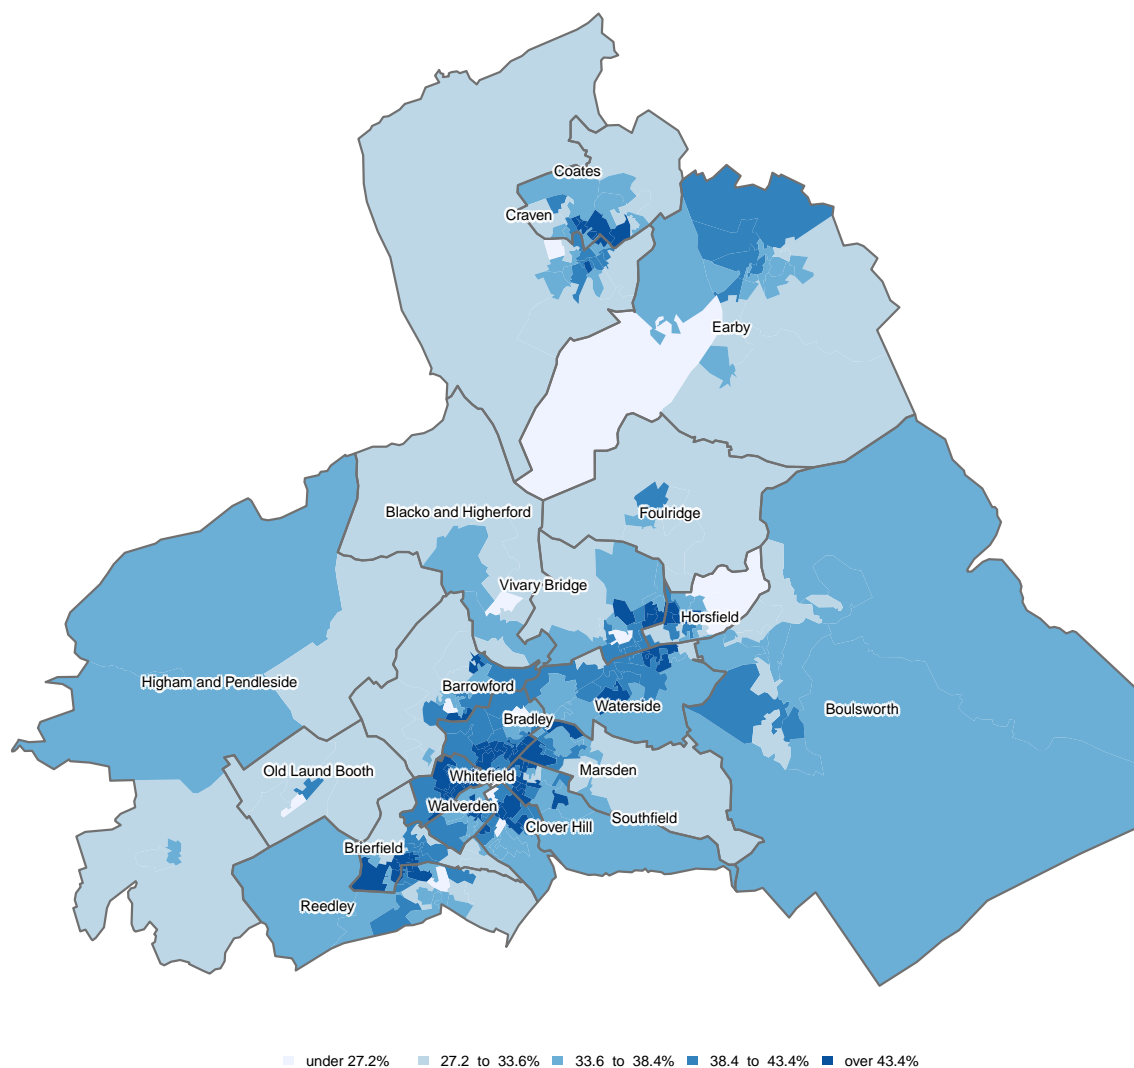 Coates
Craven
Earby
Blacko and Higherford
Foulridge
Vivary Bridge
Horsfield
Higham and Pendleside
Barrowford
Waterside
Boulsworth
Bradley
Old Laund Booth
Whitefield
Marsden
Walverden
Southfield
Clover Hill
Brierfield
Reedley
under 27.2% 27.2 to 33.6% 33.6 to 38.4% 38.4 to 43.4% over 43.4%